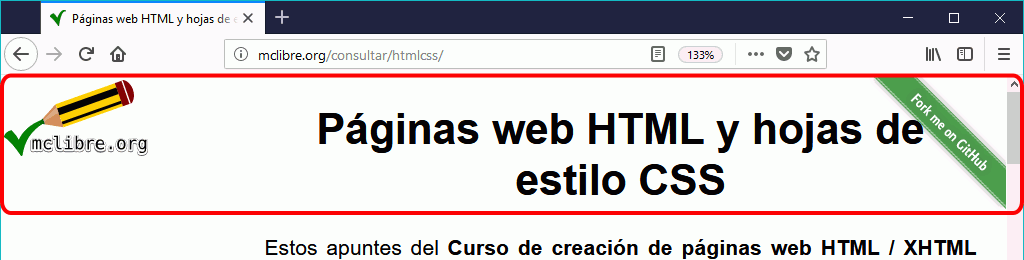 Páginas web HTML y hojas de e
mclibre.org/consultar/htmlcss/
133%
mclibre.org
Páginas web HTML y hojas de
estilo CSS
Fork me on GitHub
Estos apuntes del Curso de creación de páginas web HTML / XHTML